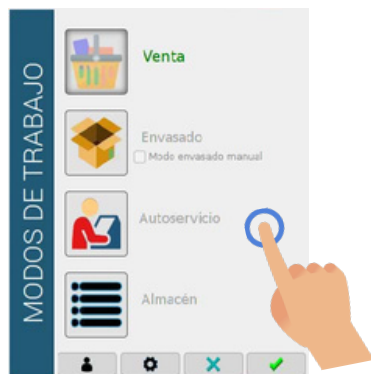 MODOS DE TRABAJO
Venta
Envasado
Modo envasado manual
Autoservicio
Almacén